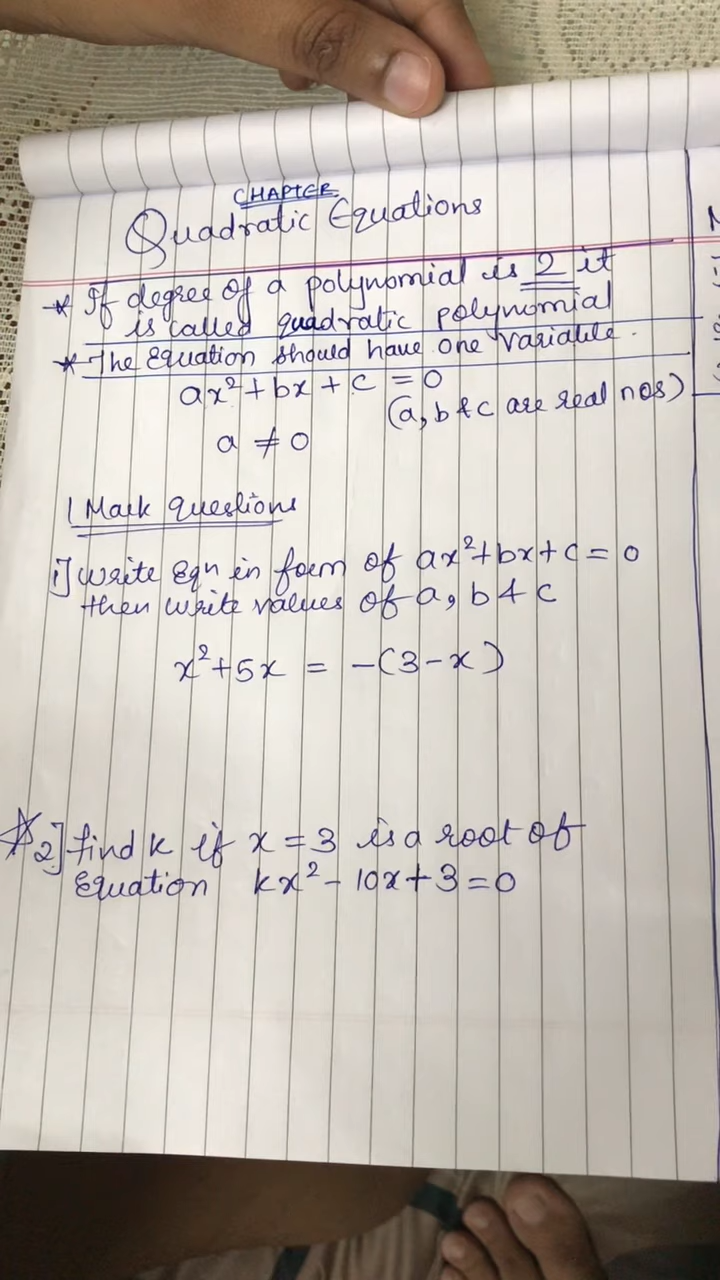 CHAPTER
Quadratic Equations
* If degree of a polynomial is 2 it
is called quadratic polynomial
* The Equation should have one variable.
ax² + bx + c = 0
(a, b & c are real nos)
a ≠ 0
1 Mark Questions
1] write Eqn in form of ax²+bx+c = 0
then write values of a, b & c
x²+5x = -(3-x)
2] find k if x = 3 is a root of
Equation kx² - 10x + 3 = 0